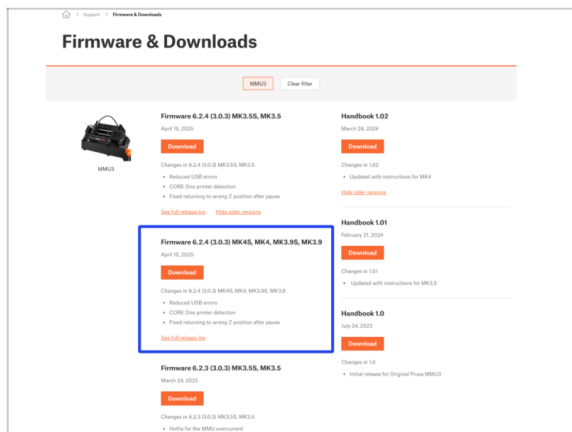 Support > Firmware & Downloads
Firmware & Downloads
MMU3
Clear filter
MMU3
Firmware 6.2.4 (3.0.3) MK3.5S, MK3.5
April 15, 2025
Download
Changes in 6.2.4 (3.0.3) MK3.5S, MK3.5
• Reduced USB errors
• CORE One printer detection
• Fixed returning to wrong Z position after pause
See full release log
Hide older versions
Firmware 6.2.4 (3.0.3) MK4S, MK4, MK3.9S, MK3.9
April 15, 2025
Download
Changes in 6.2.4 (3.0.3) MK4S, MK4, MK3.9S, MK3.9
• Reduced USB errors
• CORE One printer detection
• Fixed returning to wrong Z position after pause
See full release log
Firmware 6.2.3 (3.0.3) MK3.5S, MK3.5
March 24, 2025
Download
Changes in 6.2.3 (3.0.3) MK3.5S, MK3.5
• Hotfix for the MMU overcurrent
Handbook 1.02
March 28, 2024
Download
Changes in 1.02
• Updated with instructions for MK4
Hide older versions
Handbook 1.01
February 21, 2024
Download
Changes in 1.01
• Updated with instructions for MK3.5
Handbook 1.0
July 24, 2023
Download
Changes in 1.0
• Initial release for Original Prusa MMU3